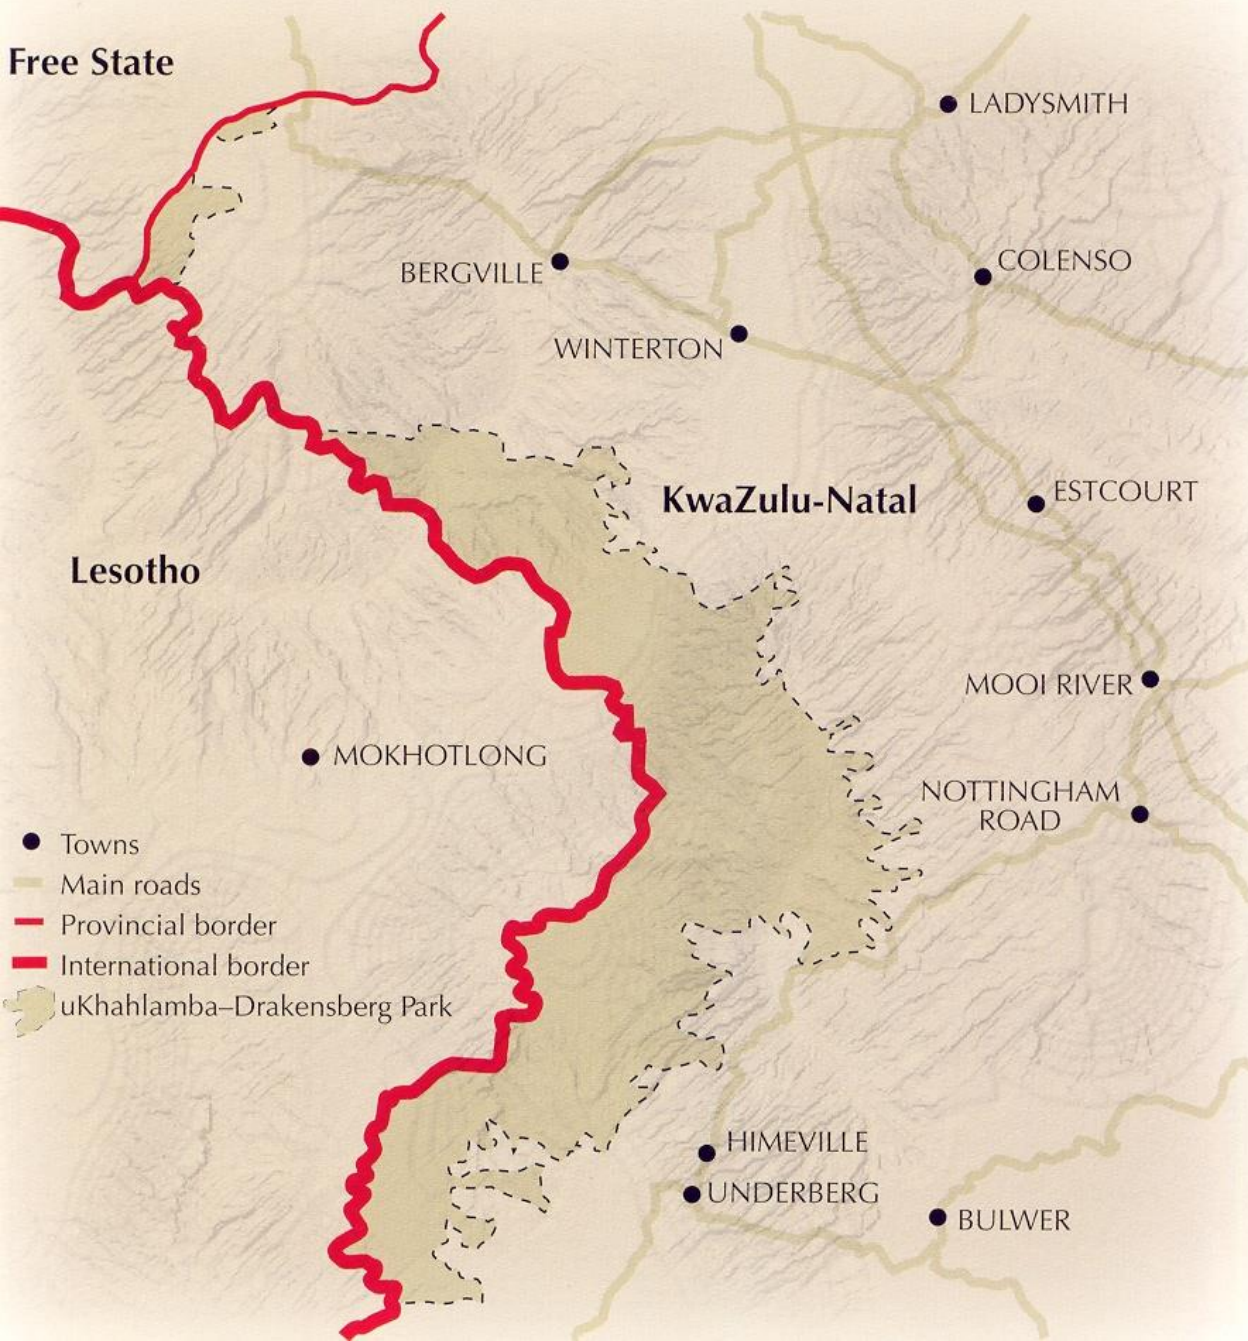 Free State
LADYSMITH
COLENSO
BERGVILLE
WINTERTON
KwaZulu-Natal
ESTCOURT
Lesotho
MOOI RIVER
MOKHOTLONG
NOTTINGHAM
ROAD
Towns
Main roads
Provincial border
International border
uKhahlamba–Drakensberg Park
HIMEVILLE
UNDERBERG
BULWER